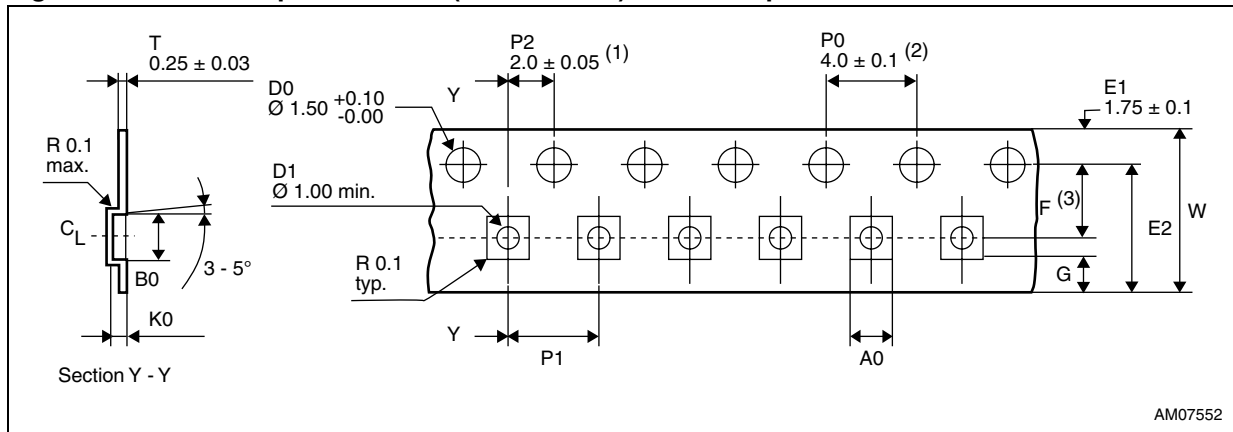 T
0.25 ± 0.03
P2
2.0 ± 0.05 (1)
P0
4.0 ± 0.1 (2)
D0
Ø 1.50 +0.10
-0.00
Y
E1
1.75 ± 0.1
R 0.1
max.
D1
Ø 1.00 min.
F (3)
E2
W
CL
B0
3 - 5°
R 0.1
typ.
G
K0
Y
P1
A0
Section Y - Y
AM07552